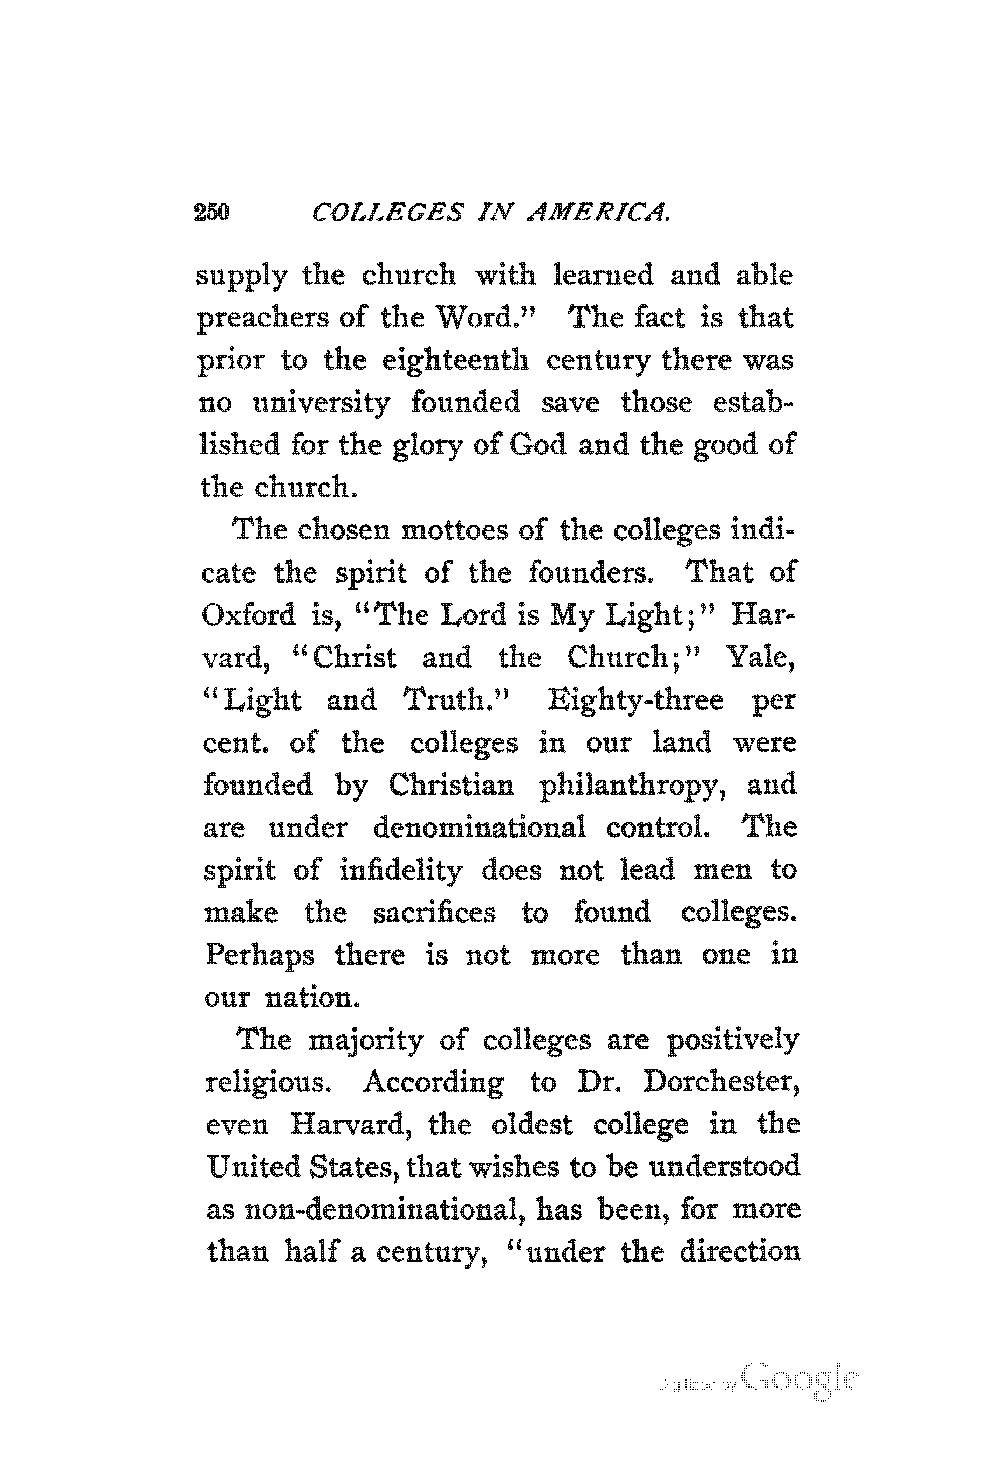 250 COLLEGES IN AMERICA.
supply the church with learned and able
preachers of the Word." The fact is that
prior to the eighteenth century there was
no university founded save those estab-
lished for the glory of God and the good of
the church.
The chosen mottoes of the colleges indi-
cate the spirit of the founders. That of
Oxford is, "The Lord is My Light;" Har-
vard, "Christ and the Church;" Yale,
"Light and Truth." Eighty-three per
cent. of the colleges in our land were
founded by Christian philanthropy, and
are under denominational control. The
spirit of infidelity does not lead men to
make the sacrifices to found colleges.
Perhaps there is not more than one in
our nation.
The majority of colleges are positively
religious. According to Dr. Dorchester,
even Harvard, the oldest college in the
United States, that wishes to be understood
as non-denominational, has been, for more
than half a century, "under the direction
Digitized by Google